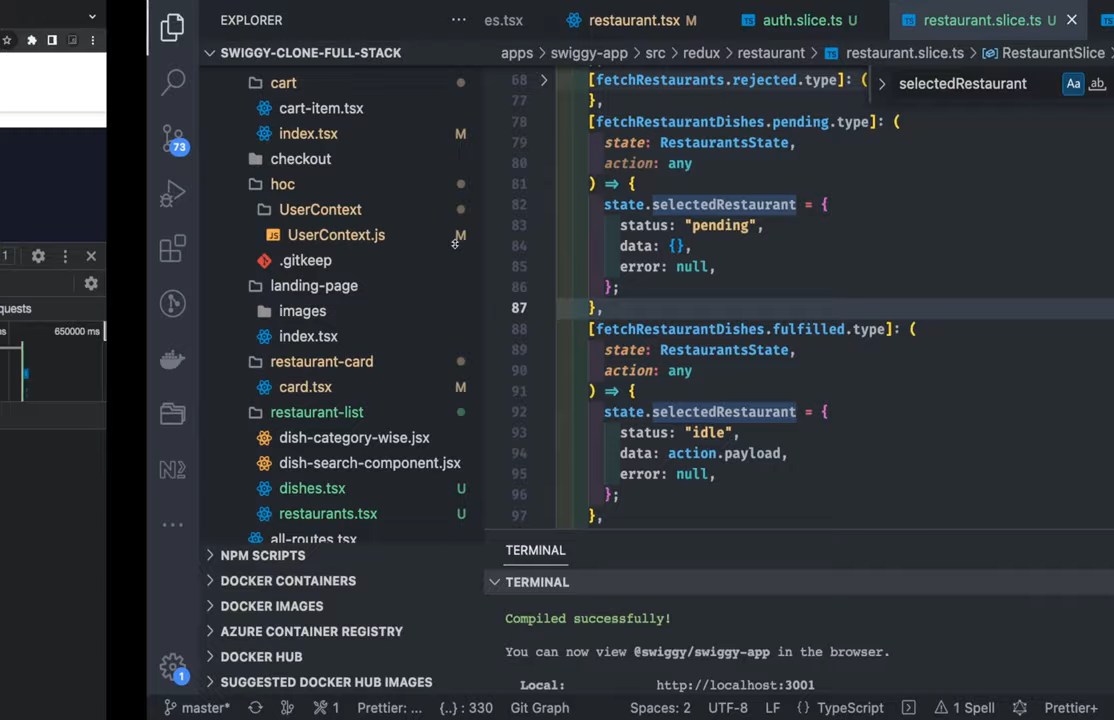 1
quests
ns
650000 ms
73
1
EXPLORER
SWIGGY-CLONE-FULL-STACK
cart
cart-item.tsx
index.tsx M
checkout
hoc
UserContext
UserContext.js M
.gitkeep
landing-page
images
index.tsx
restaurant-card
card.tsx M
restaurant-list
dish-category-wise.jsx
dish-search-component.jsx
dishes.tsx U
restaurants.tsx U
all-routes.tsx
NPM SCRIPTS
DOCKER CONTAINERS
DOCKER IMAGES
AZURE CONTAINER REGISTRY
DOCKER HUB
SUGGESTED DOCKER HUB IMAGES
es.tsx restaurant.tsx M auth.slice.ts U restaurant.slice.ts U
apps > swiggy-app > src > redux > restaurant > restaurant.slice.ts > RestaurantSlice
selectedRestaurant Aa ab
68 [fetchRestaurants.rejected.type]: (
77 },
78 [fetchRestaurantDishes.pending.type]: (
79 state: RestaurantsState,
80 action: any
81 ) => {
82 state.selectedRestaurant = {
83 status: "pending",
84 data: {},
85 error: null,
86 };
87 },
88 [fetchRestaurantDishes.fulfilled.type]: (
89 state: RestaurantsState,
90 action: any
91 ) => {
92 state.selectedRestaurant = {
93 status: "idle",
94 data: action.payload,
95 error: null,
96 };
97 },
TERMINAL
TERMINAL
Compiled successfully!
You can now view @swiggy/swiggy-app in the browser.
Local: http://localhost:3001
master* 1 Prettier: ... {..} : 330 Git Graph Spaces: 2 UTF-8 LF {} TypeScript 1 Spell Prettier+